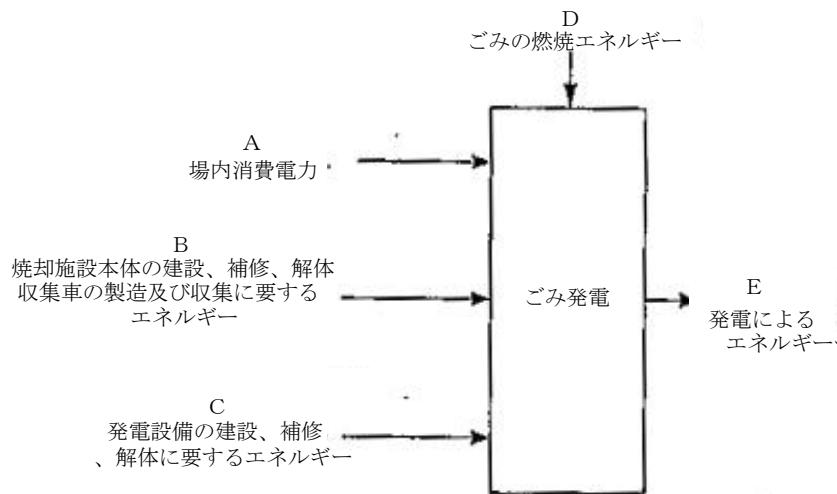 D
ごみの燃焼エネルギー
A
場内消費電力
B
焼却施設本体の建設、補修、解体
収集車の製造及び収集に要する
エネルギー
ごみ発電
E
発電による
エネルギー
C
発電設備の建設、補修
、解体に要するエネルギー